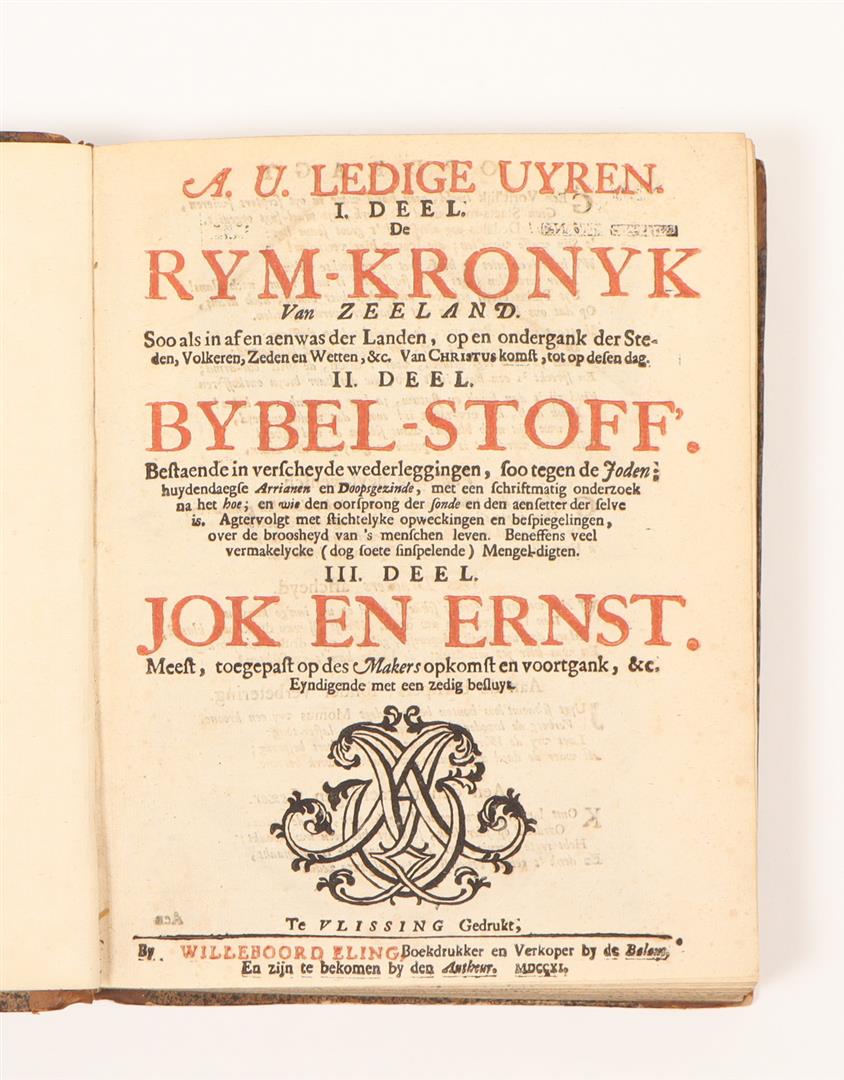 A. U. LEDIGE UYREN.
I. DEEL.
De
RYM-KRONYK
Van ZEELAND.
Soo als in af en aenwas der Landen, op en ondergank der Ste-
den, Volkeren, Zeden en Wetten, &c. Van CHRISTUS komſt, tot op deſen dag.
II. DEEL.
BYBEL-STOFF'.
Beſtaende in verſcheyde wederleggingen, ſoo tegen de Joden:
huydendaegſe Arrianen en Doopsgezinde, met een ſchriftmatig onderzoek
na het hoe; en wie den oorſprong der ſonde en den aenſetter der ſelve
is. Agtervolgt met ſtichtelyke opweckingen en beſpiegelingen,
over de broosheyd van 's menſchen leven. Beneffens veel
vermakelycke (dog ſoete ſinſpelende) Mengel-digten.
III. DEEL.
JOK EN ERNST.
Meeſt, toegepaſt op des Makers opkomſt en voortgank, &c.
Eyndigende met een zedig beſluyt.
Te VLISSING Gedrukt;
By WILLEBOORD ELING, Boekdrukker en Verkoper by de
En zijn te bekomen by den Autheur. MDCCXI.